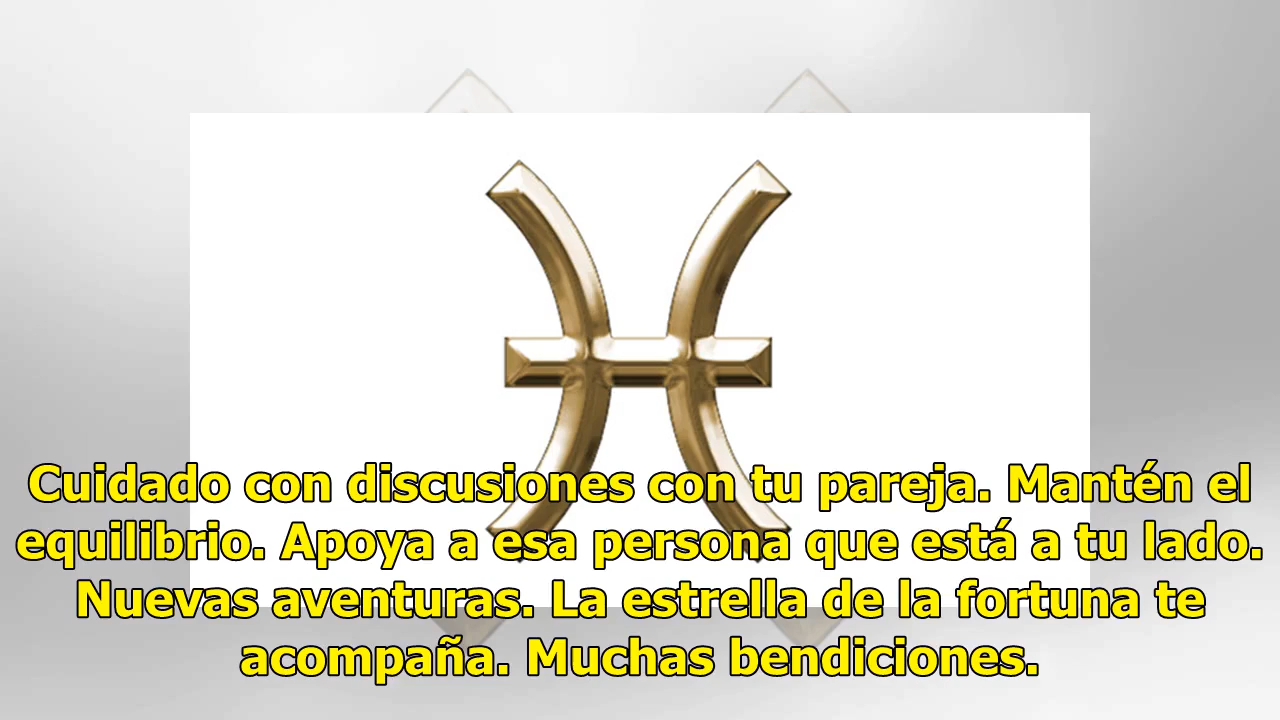 Cuidado con discusiones con tu pareja. Mantén el
equilibrio. Apoya a esa persona que está a tu lado.
Nuevas aventuras. La estrella de la fortuna te
acompaña. Muchas bendiciones.